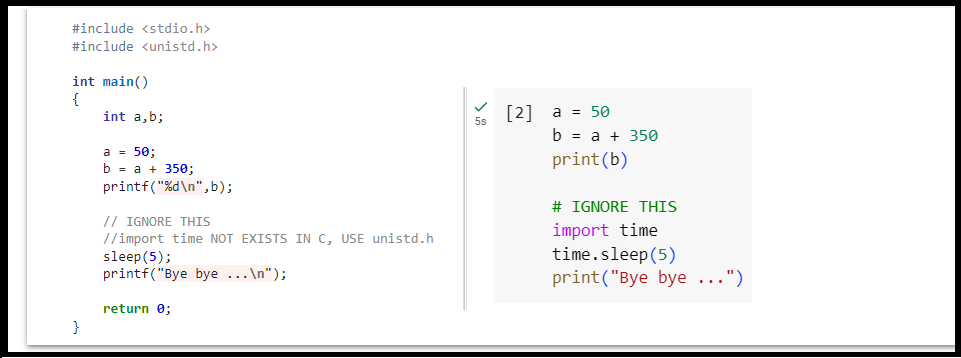 #include <stdio.h>
#include <unistd.h>
int main()
{
int a,b;
a = 50;
b = a + 350;
printf("%d\n",b);
// IGNORE THIS
//import time NOT EXISTS IN C, USE unistd.h
sleep(5);
printf("Bye bye ...\n");
return 0;
}
5s
[2] a = 50
b = a + 350
print(b)
# IGNORE THIS
import time
time.sleep(5)
print("Bye bye ...")